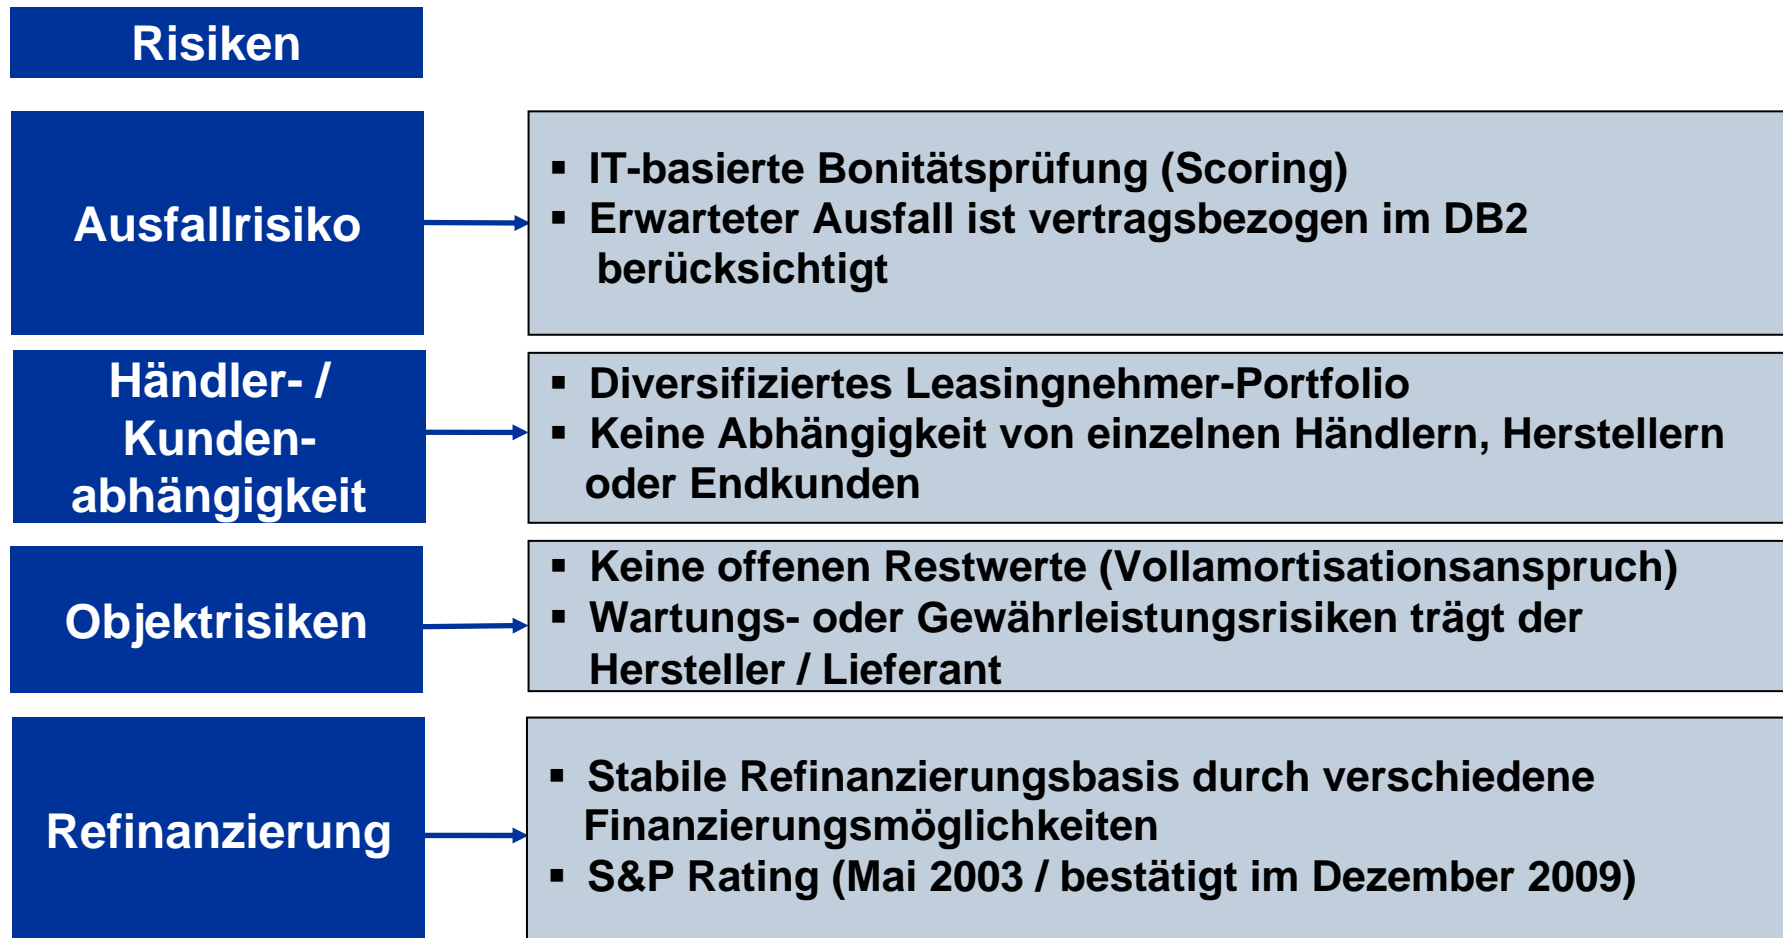 Risiken
Ausfallrisiko
▪ IT-basierte Bonitätsprüfung (Scoring)
▪ Erwarteter Ausfall ist vertragsbezogen im DB2
berücksichtigt
Händler- /
Kunden-
abhängigkeit
▪ Diversifiziertes Leasingnehmer-Portfolio
▪ Keine Abhängigkeit von einzelnen Händlern, Herstellern
oder Endkunden
Objektrisiken
▪ Keine offenen Restwerte (Vollamortisationsanspruch)
▪ Wartungs- oder Gewährleistungsrisiken trägt der
Hersteller / Lieferant
Refinanzierung
▪ Stabile Refinanzierungsbasis durch verschiedene
Finanzierungsmöglichkeiten
▪ S&P Rating (Mai 2003 / bestätigt im Dezember 2009)